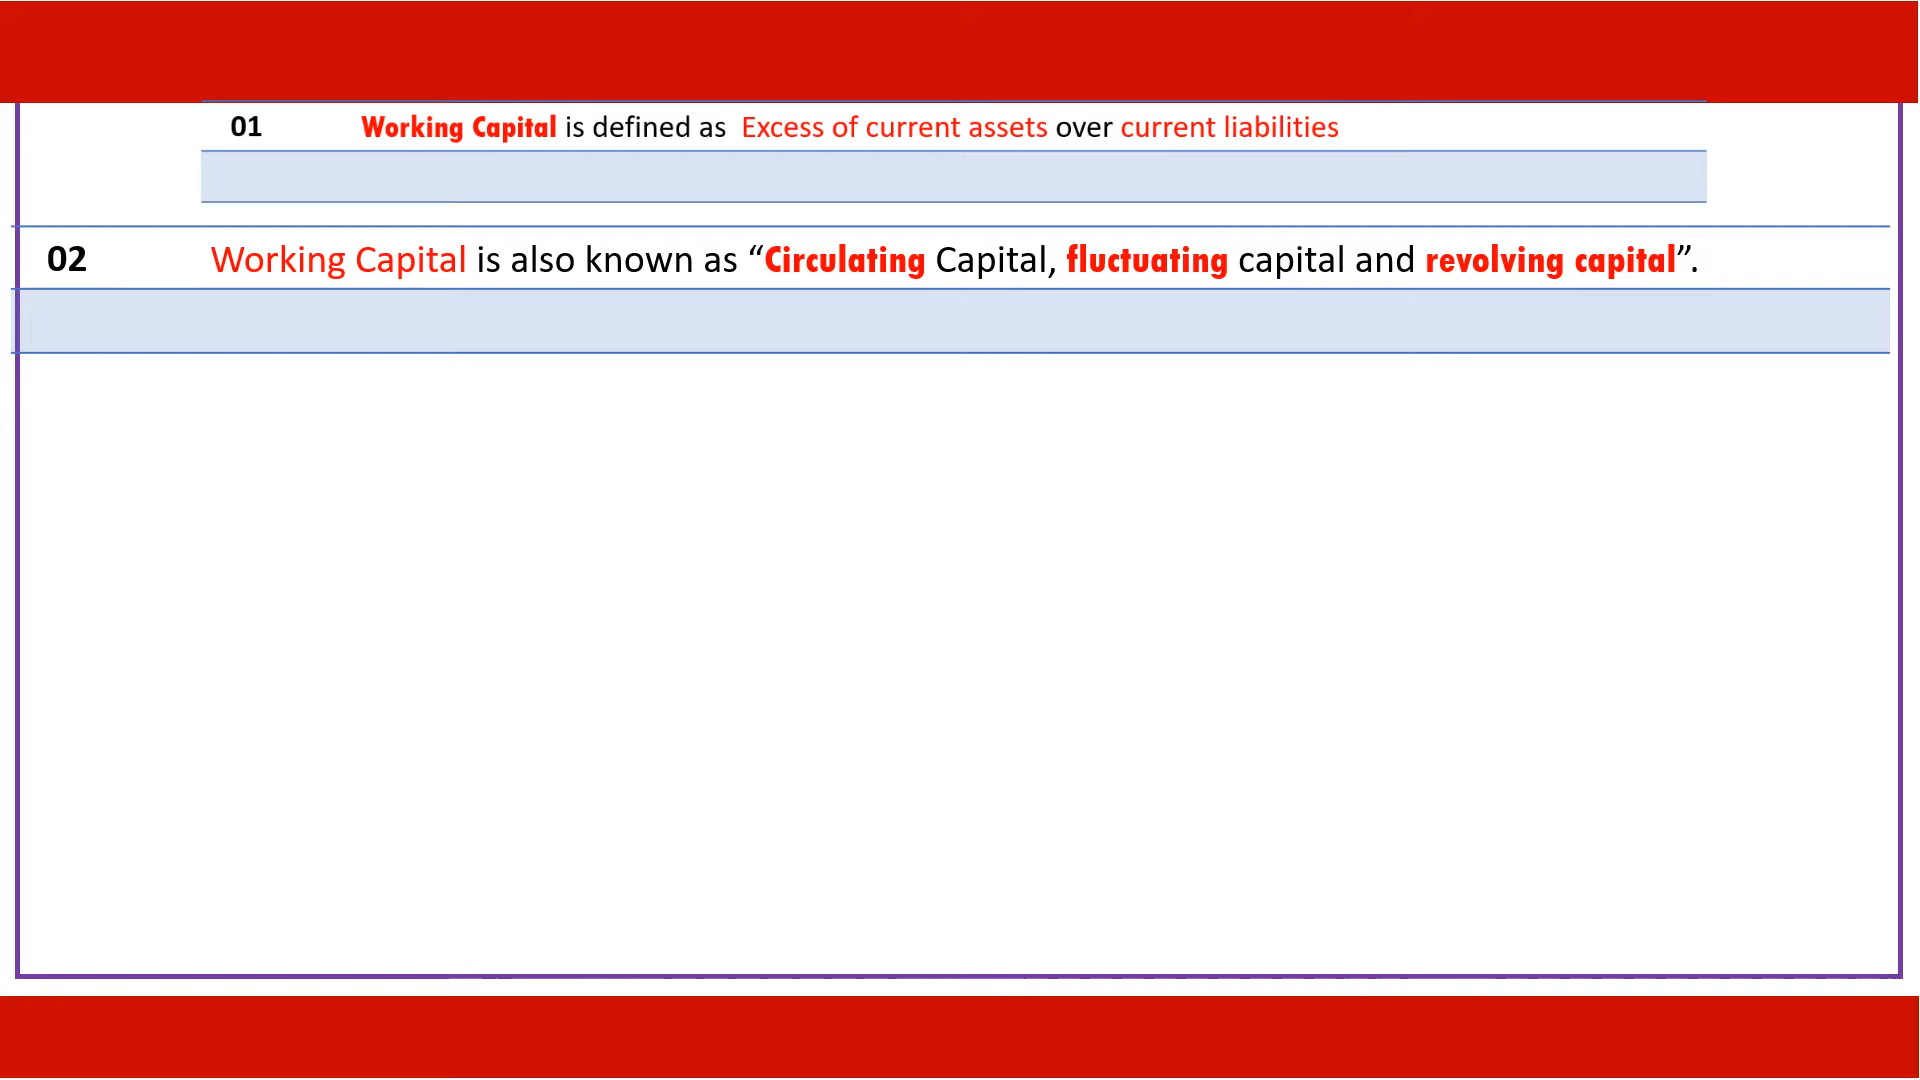 01 Working Capital is defined as Excess of current assets over current liabilities
02 Working Capital is also known as “Circulating Capital, fluctuating capital and revolving capital”.